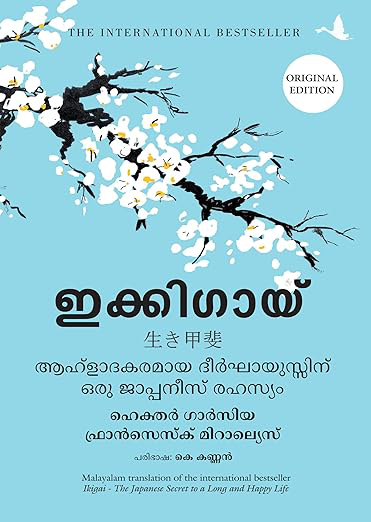 THE INTERNATIONAL BESTSELLER
ORIGINAL
EDITION
ഇക്കിഗായ്
生き甲斐
ആഹ്ളാദകരമായ ദീർഘായുസ്സിന്
ഒരു ജാപ്പനീസ് രഹസ്യം
ഹെക്തർ ഗാർസിയ
ഫ്രാൻസെസ്ക് മിറാല്യെസ്
പരിഭാഷ: കെ കണ്ണൻ
Malayalam translation of the international bestseller
Ikigai - The Japanese Secret to a Long and Happy Life